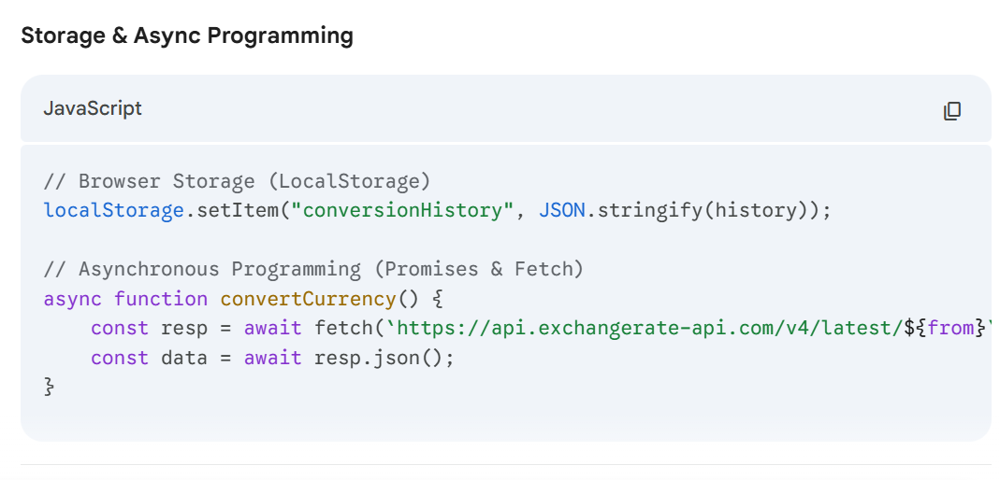 Storage & Async Programming
JavaScript
// Browser Storage (LocalStorage)
localStorage.setItem("conversionHistory", JSON.stringify(history));
// Asynchronous Programming (Promises & Fetch)
async function convertCurrency() {
    const resp = await fetch(`https://api.exchangerate-api.com/v4/latest/${from}`
    const data = await resp.json();
}